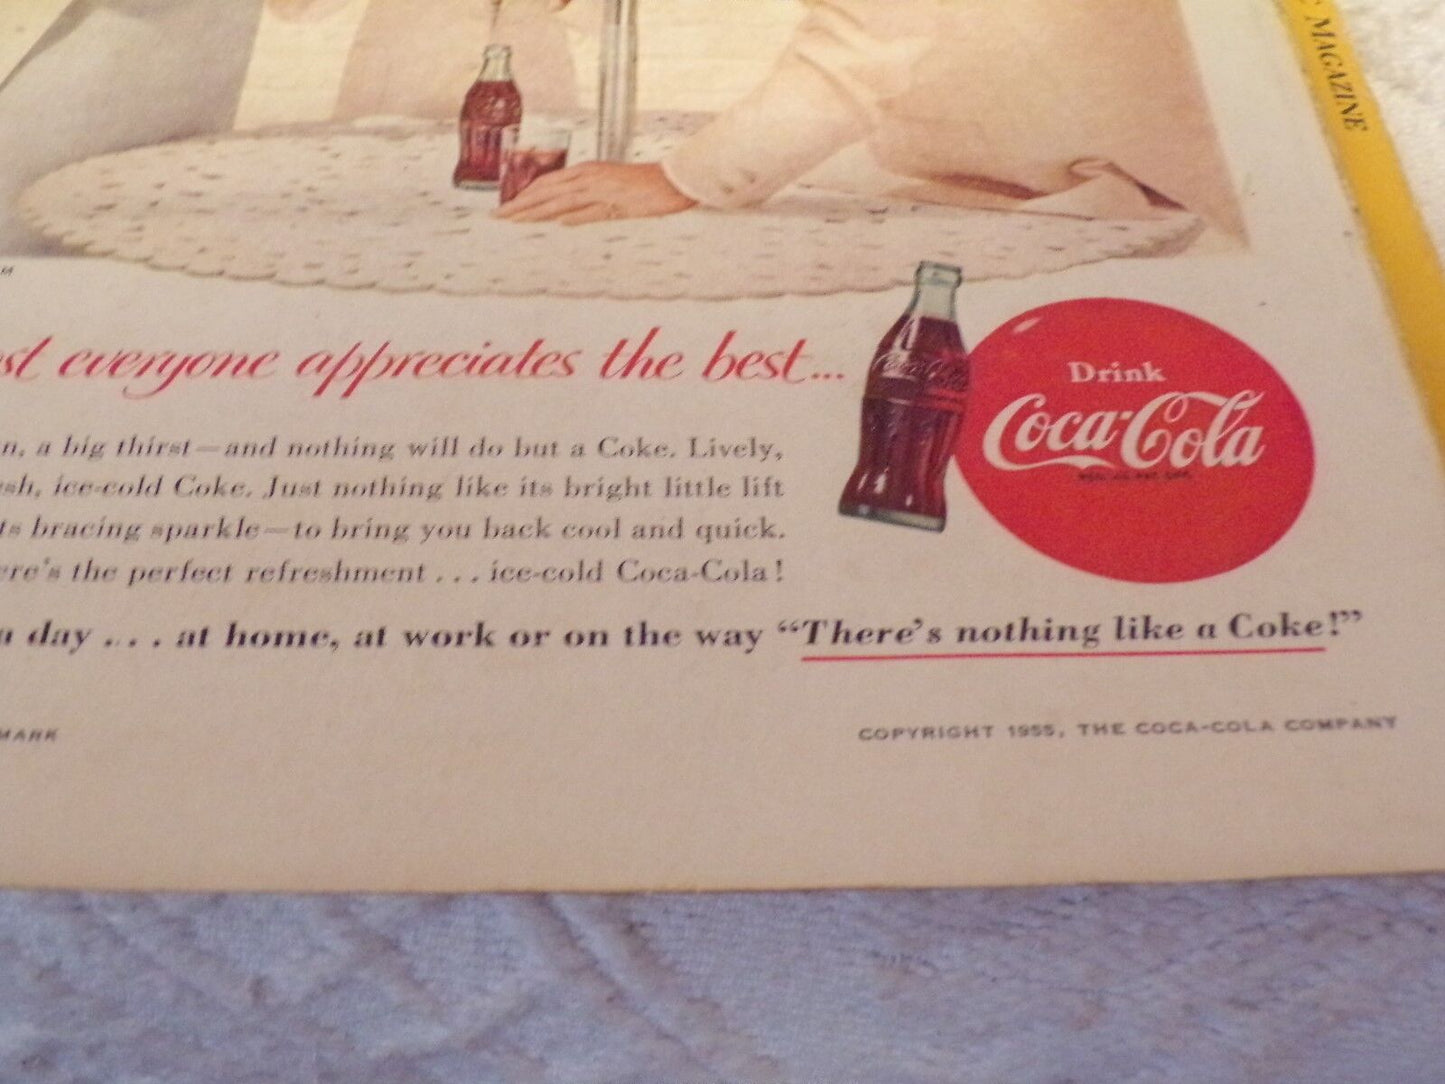 MAGAZINE
everyone appreciates the best...
Drink
Coca-Cola
a big thirst—and nothing will do but a Coke. Lively,
ice-cold Coke. Just nothing like its bright little lift
bracing sparkle—to bring you back cool and quick.
the perfect refreshment . . . ice-cold Coca-Cola!
day . . . at home, at work or on the way “There’s nothing like a Coke!”
MARK
COPYRIGHT 1955, THE COCA-COLA COMPANY